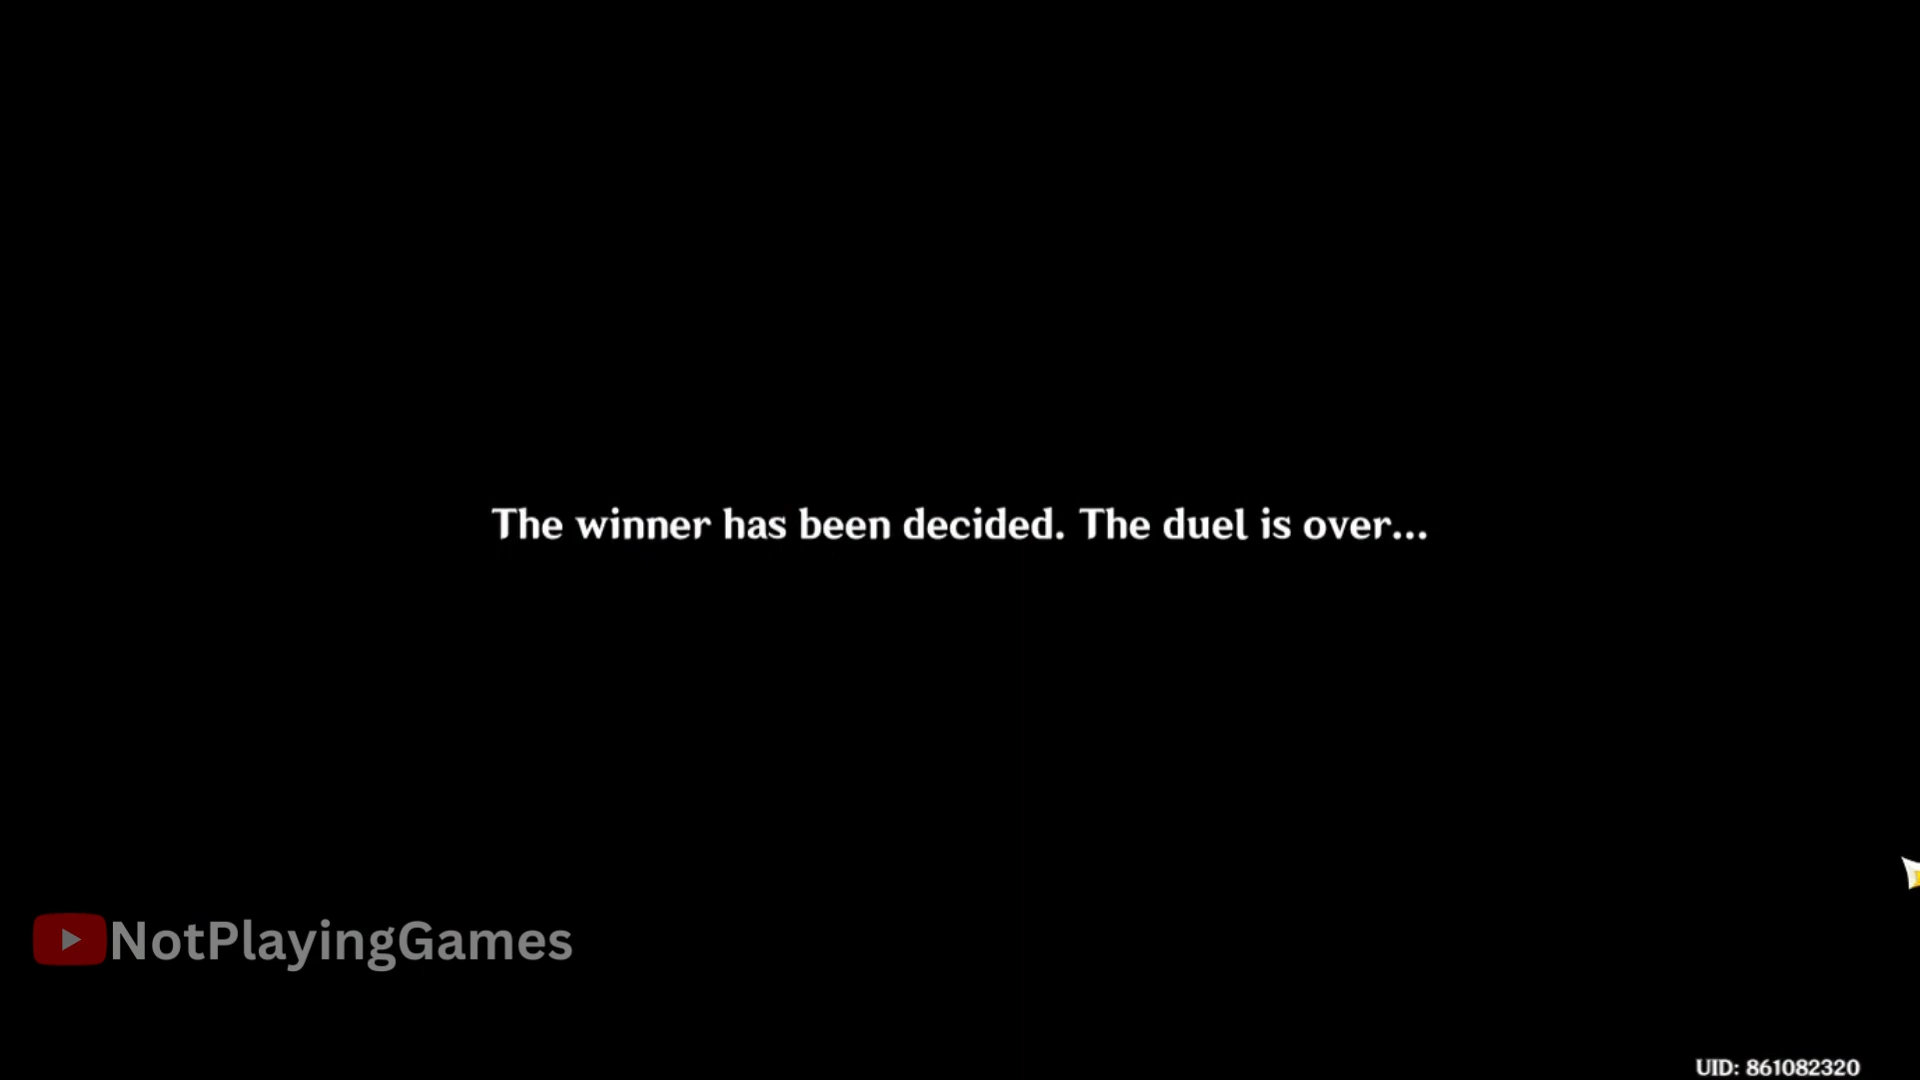 The winner has been decided. The duel is over...
NotPlayingGames
UID: 861082320